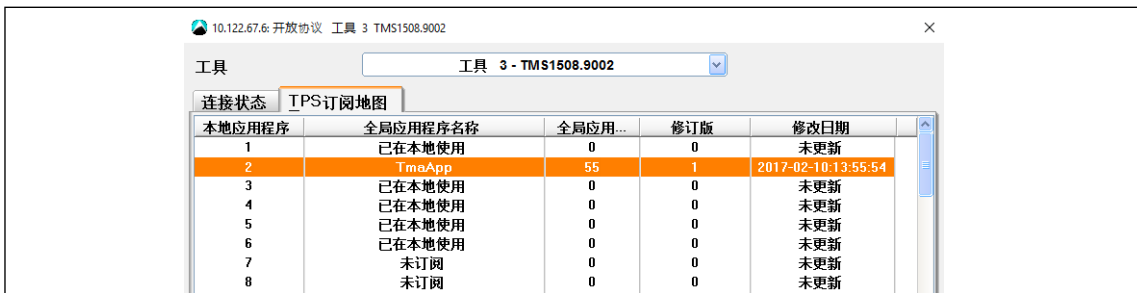 10.122.67.6: 开放协议 工具 3 TMS1508.9002
工具 工具 3 - TMS1508.9002
连接状态 TPS订阅地图
本地应用程序 全局应用程序名称 全局应用... 修订版 修改日期
1 已在本地使用 0 0 未更新
2 TmaApp 55 1 2017-02-10:13:55:54
3 已在本地使用 0 0 未更新
4 已在本地使用 0 0 未更新
5 已在本地使用 0 0 未更新
6 已在本地使用 0 0 未更新
7 未订阅 0 0 未更新
8 未订阅 0 0 未更新